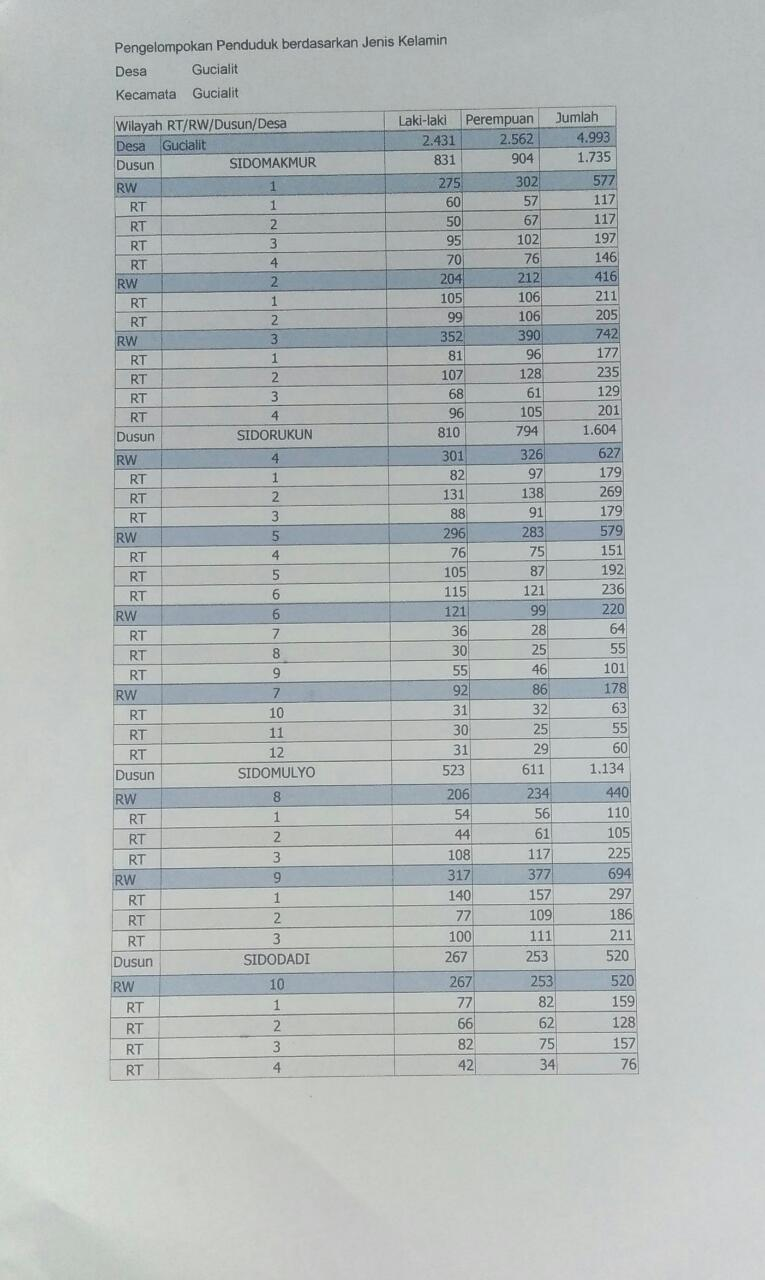 Pengelompokan Penduduk berdasarkan Jenis Kelamin
Desa Gucialit
Kecamata Gucialit
Wilayah RT/RW/Dusun/Desa Laki-laki Perempuan Jumlah
Desa Gucialit 2.431 2.562 4.993
Dusun SIDOMAKMUR 831 904 1.735
RW 1 275 302 577
RT 1 60 57 117
RT 2 50 67 117
RT 3 95 102 197
RT 4 70 76 146
RW 2 204 212 416
RT 1 105 106 211
RT 2 99 106 205
RW 3 352 390 742
RT 1 81 96 177
RT 2 107 128 235
RT 3 68 61 129
RT 4 96 105 201
Dusun SIDORUKUN 810 794 1.604
RW 4 301 326 627
RT 1 82 97 179
RT 2 131 138 269
RT 3 88 91 179
RW 5 296 283 579
RT 4 76 75 151
RT 5 105 87 192
RT 6 115 121 236
RW 6 121 99 220
RT 7 36 28 64
RT 8 30 25 55
RT 9 55 46 101
RW 7 92 86 178
RT 10 31 32 63
RT 11 30 25 55
RT 12 31 29 60
Dusun SIDOMULYO 523 611 1.134
RW 8 206 234 440
RT 1 54 56 110
RT 2 44 61 105
RT 3 108 117 225
RW 9 317 377 694
RT 1 140 157 297
RT 2 77 109 186
RT 3 100 111 211
Dusun SIDODADI 267 253 520
RW 10 267 253 520
RT 1 77 82 159
RT 2 66 62 128
RT 3 82 75 157
RT 4 42 34 76